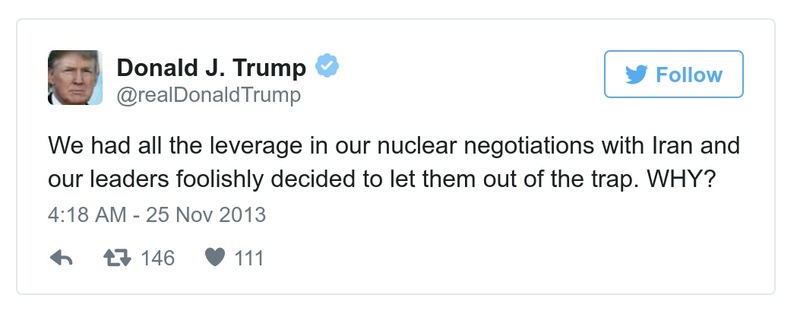 Donald J. Trump
@realDonaldTrump
Follow
We had all the leverage in our nuclear negotiations with Iran and
our leaders foolishly decided to let them out of the trap. WHY?
4:18 AM - 25 Nov 2013
146 111